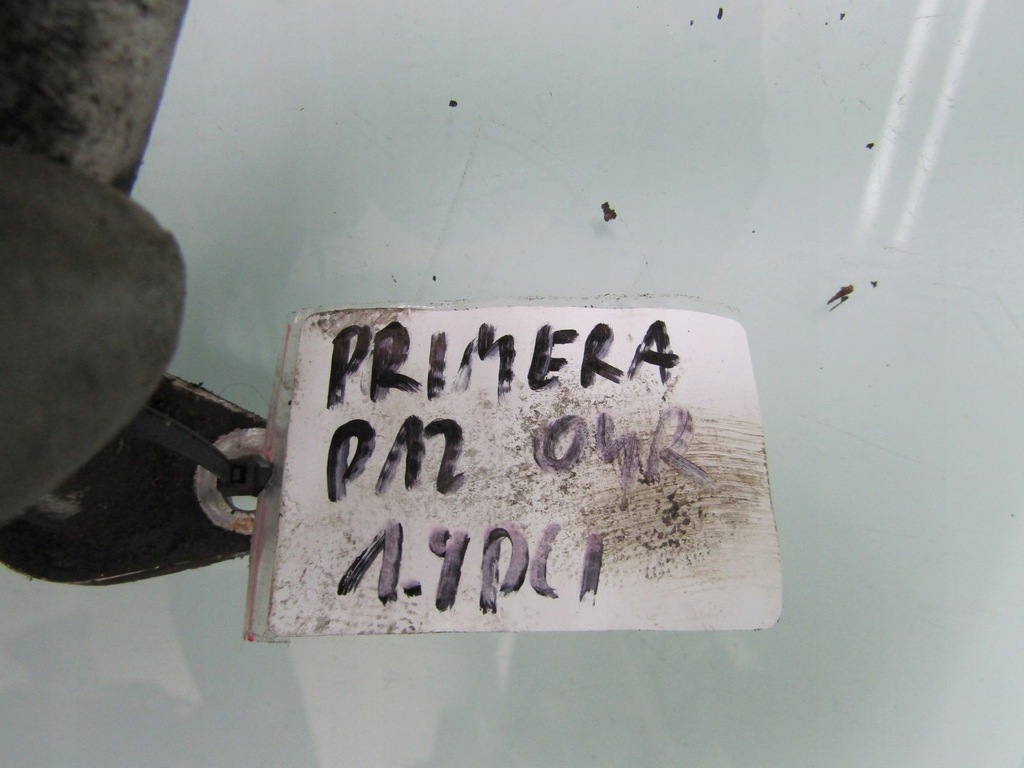 PRIMERA
P12 04R
1.9DCI